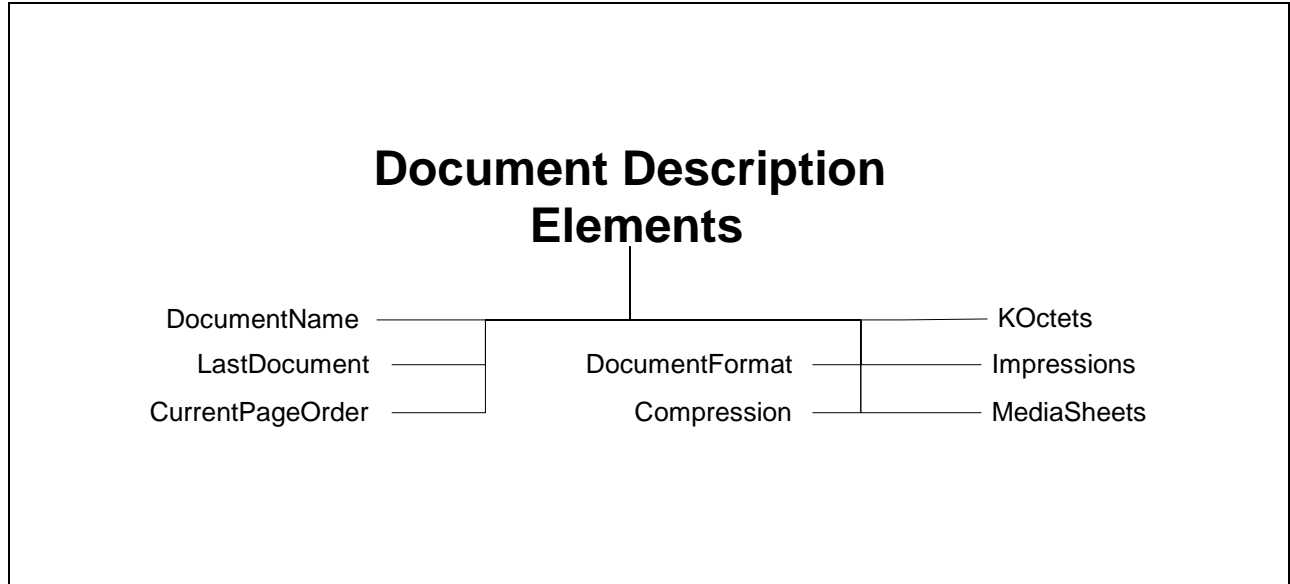 Document Description
Elements
DocumentName
KOctets
LastDocument
DocumentFormat
Impressions
CurrentPageOrder
Compression
MediaSheets